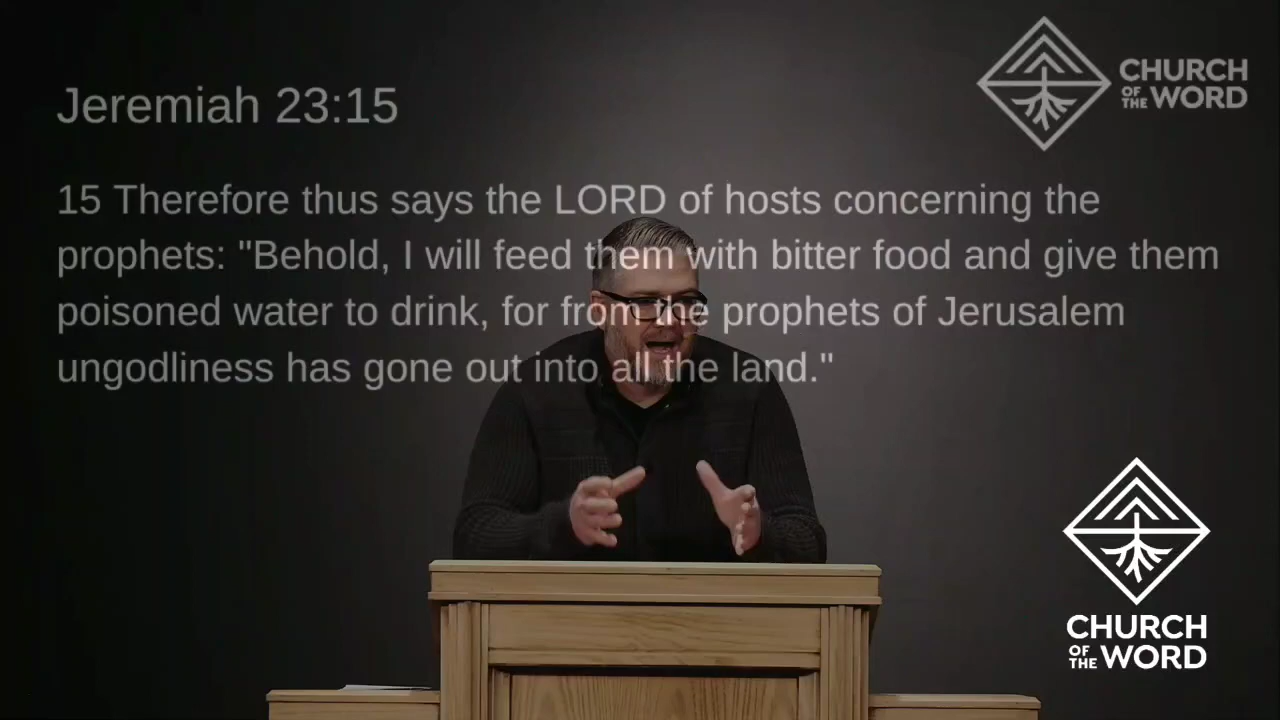 Jeremiah 23:15
CHURCH
OF THE WORD
15 Therefore thus says the LORD of hosts concerning the
prophets: "Behold, I will feed them with bitter food and give them
poisoned water to drink, for from the prophets of Jerusalem
ungodliness has gone out into all the land."
CHURCH
OF THE WORD